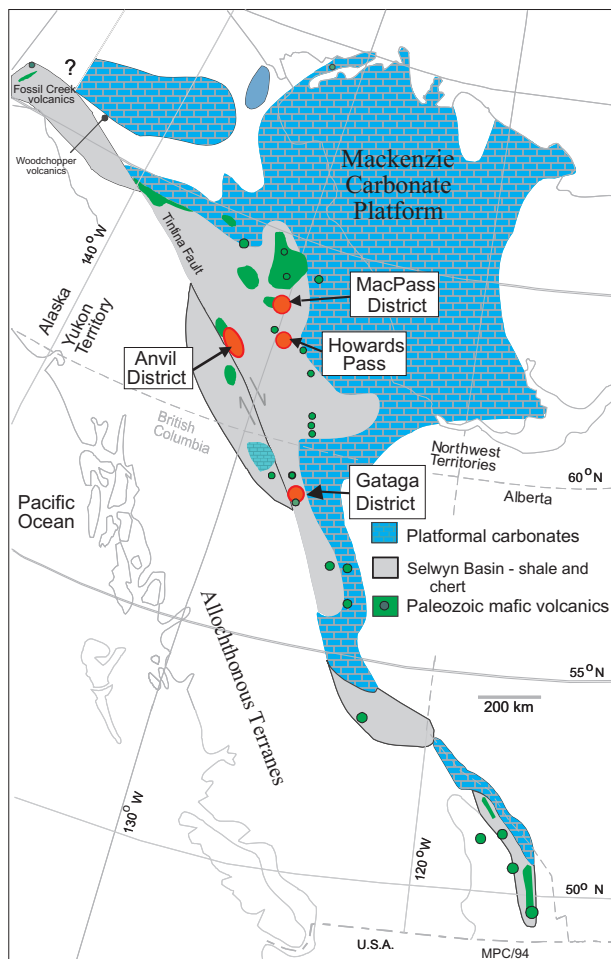 ?
Fossil Creek
volcanics
Woodchopper
volcanics
Mackenzie
Carbonate
Platform
140°W
Tintina Fault
Alaska
Yukon Territory
MacPass
District
Howards
Pass
Anvil
District
British
Columbia
Northwest
Territories
60°N
Alberta
Gataga
District
Pacific
Ocean
Platformal carbonates
Selwyn Basin - shale and
chert
Paleozoic mafic volcanics
Allochthonous Terranes
55°N
200 km
130°W
120°W
50°N
U.S.A.
MPC/94